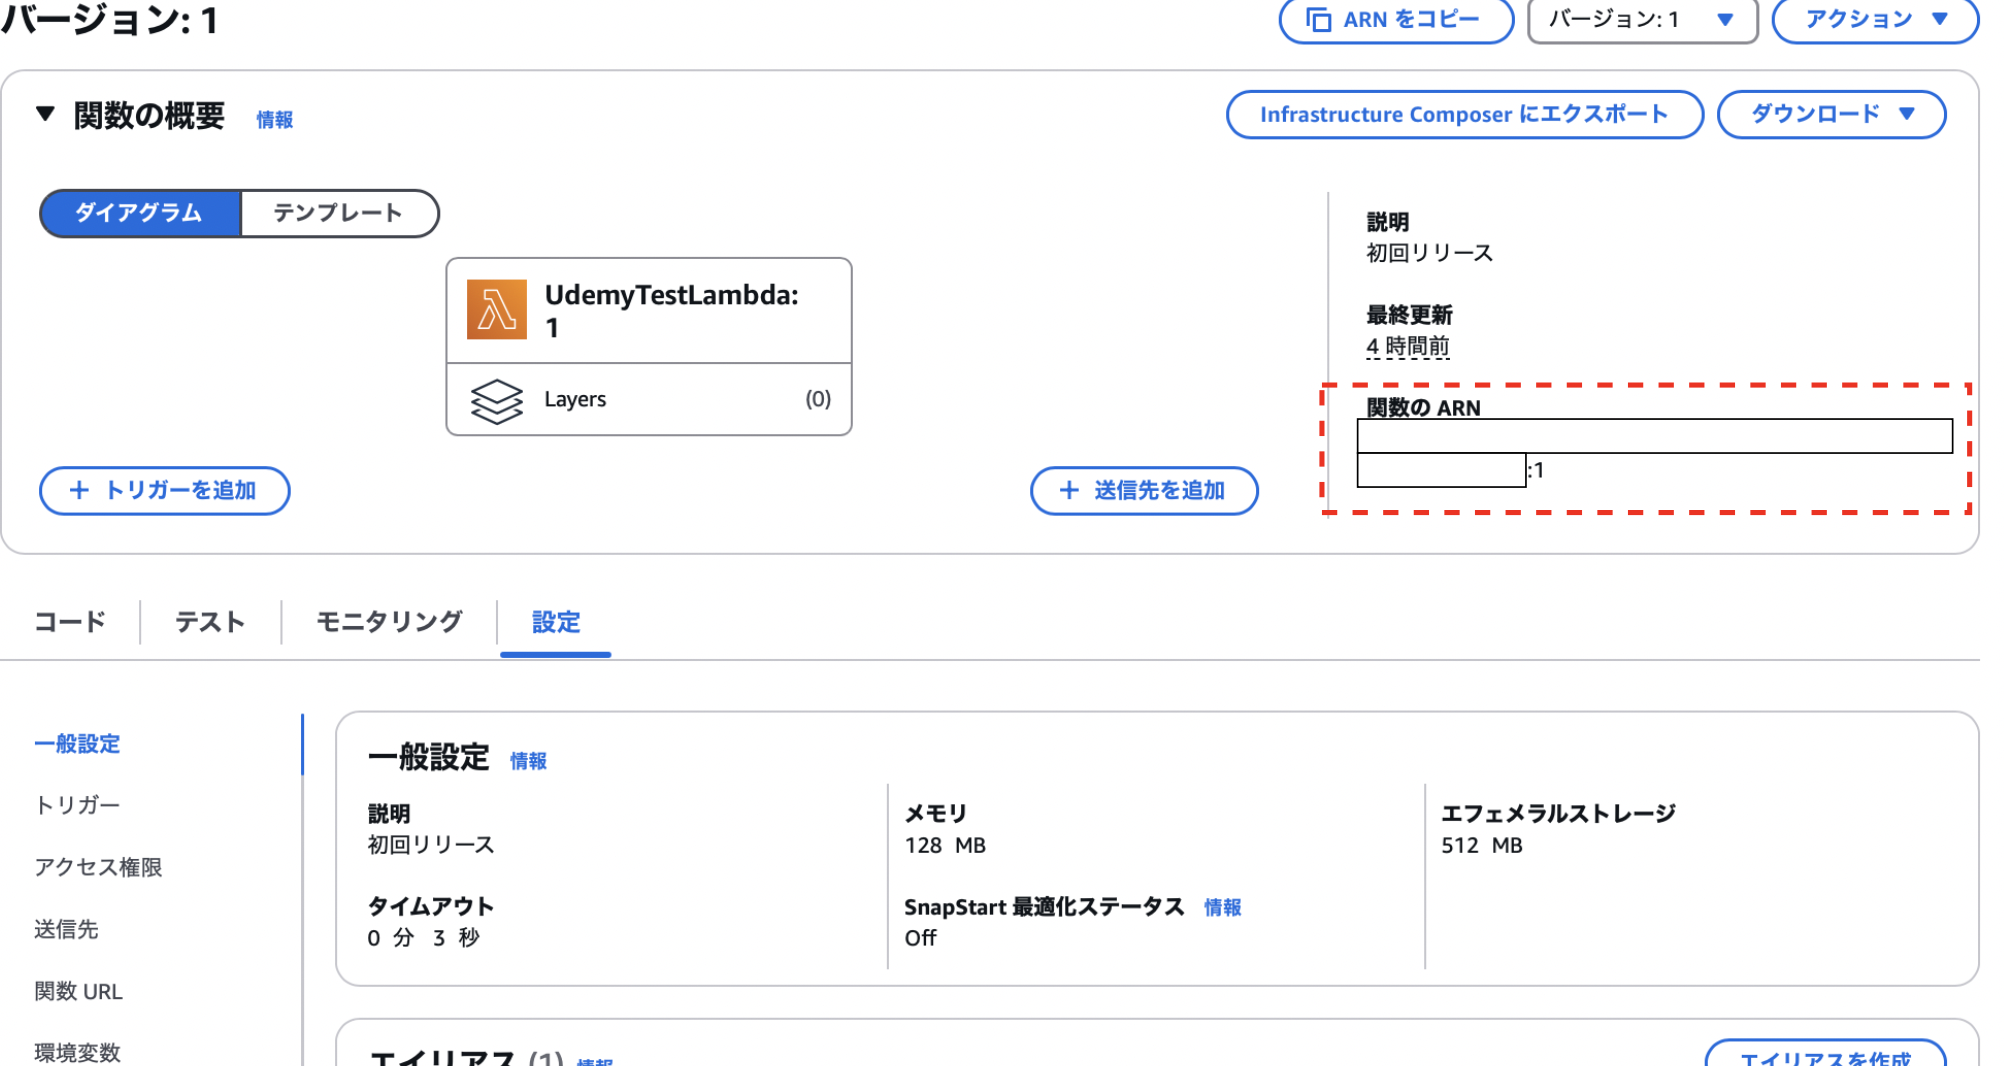 バージョン: 1
ARN をコピー
バージョン: 1
アクション
関数の概要 情報
Infrastructure Composer にエクスポート
ダウンロード
ダイアグラム
テンプレート
UdemyTestLambda:
1
Layers (0)
+ トリガーを追加
+ 送信先を追加
説明
初回リリース
最終更新
4 時間前
関数の ARN
:1
コード
テスト
モニタリング
設定
一般設定
トリガー
アクセス権限
送信先
関数 URL
環境変数
一般設定 情報
説明
初回リリース
タイムアウト
0 分 3 秒
メモリ
128 MB
SnapStart 最適化ステータス 情報
Off
エフェメラルストレージ
512 MB
エイリアス (1) 情報
エイリアスを作成